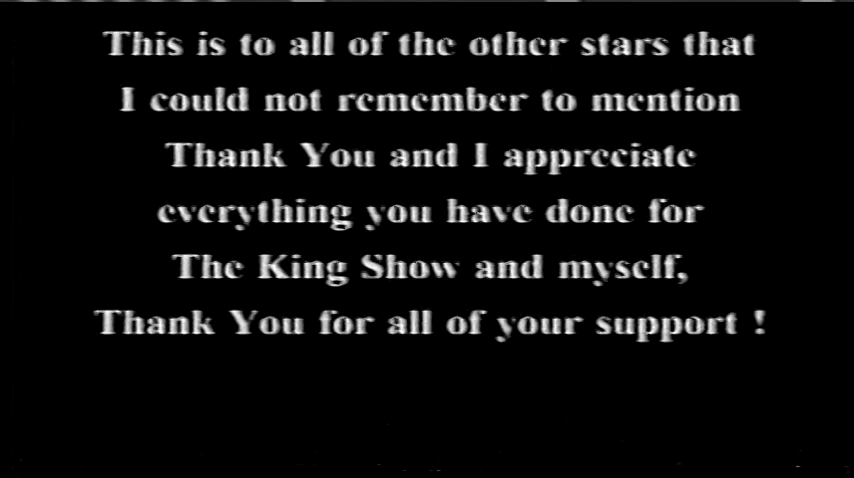 This is to all of the other stars that
I could not remember to mention
Thank You and I appreciate
everything you have done for
The King Show and myself,
Thank You for all of your support !